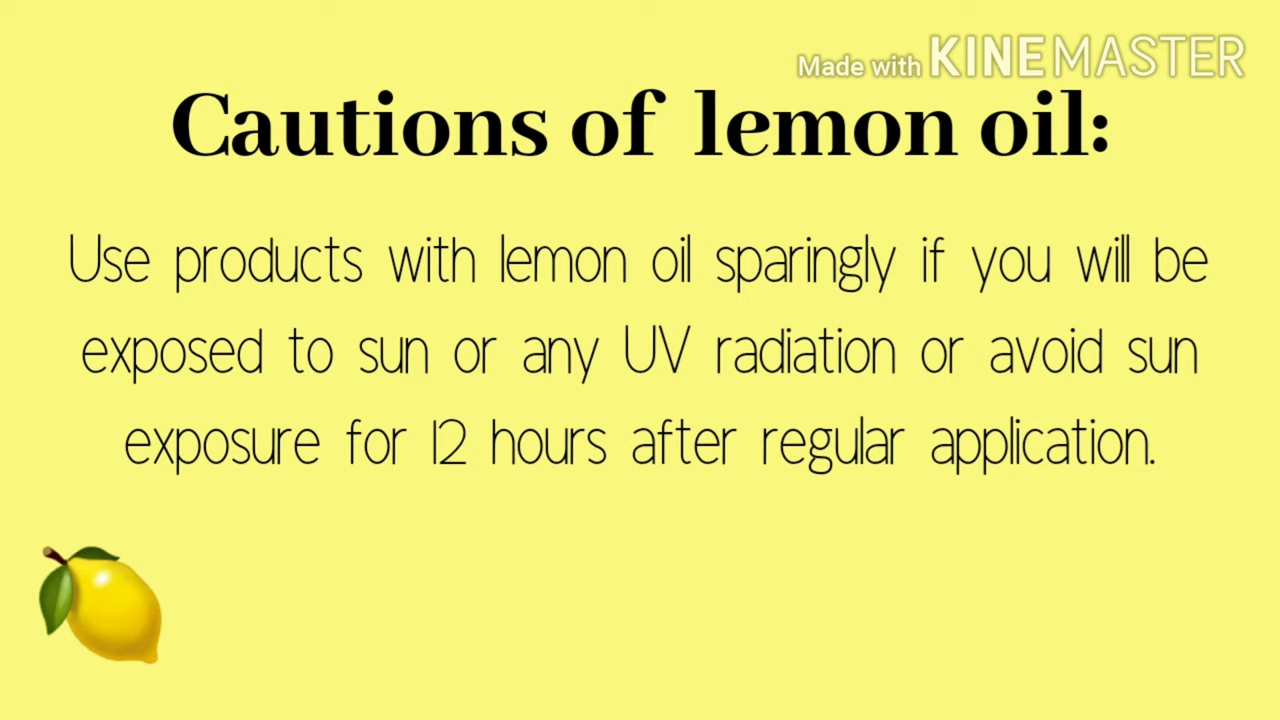 Made with KINEMASTER
Cautions of lemon oil:
Use products with lemon oil sparingly if you will be
exposed to sun or any UV radiation or avoid sun
exposure for 12 hours after regular application.